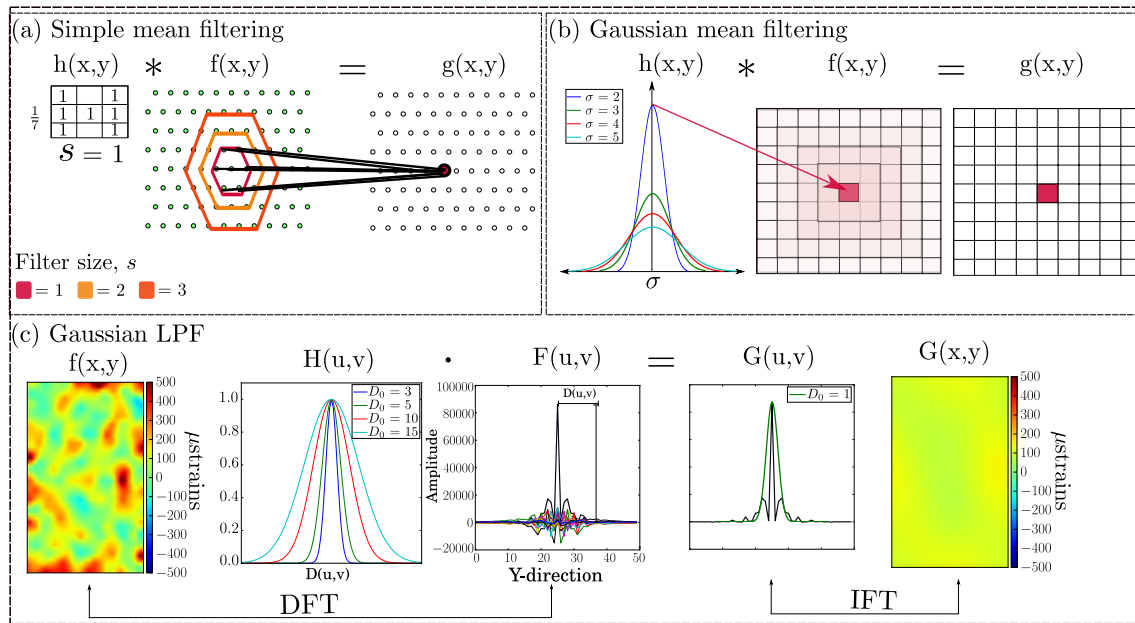 (a) Simple mean filtering
h(x,y) * f(x,y) = g(x,y)
1 1
1/7 1 1 1
1 1
s = 1
Filter size, s
= 1 = 2 = 3
(b) Gaussian mean filtering
h(x,y) * f(x,y) = g(x,y)
σ = 2
σ = 3
σ = 4
σ = 5
σ
(c) Gaussian LPF
f(x,y)
500
400
300
200
100
0
−100
−200
−300
−400
−500
μstrains
H(u,v) · F(u,v) = G(u,v)
1.0
0.8
0.6
0.4
0.2
0.0
D₀ = 3
D₀ = 5
D₀ = 10
D₀ = 15
D(u,v)
100000
80000
60000
40000
20000
0
−20000
Amplitude
D(u,v)
0 10 20 30 40 50
Y-direction
D₀ = 1
G(x,y)
500
400
300
200
100
0
−100
−200
−300
−400
−500
μstrains
DFT
IFT